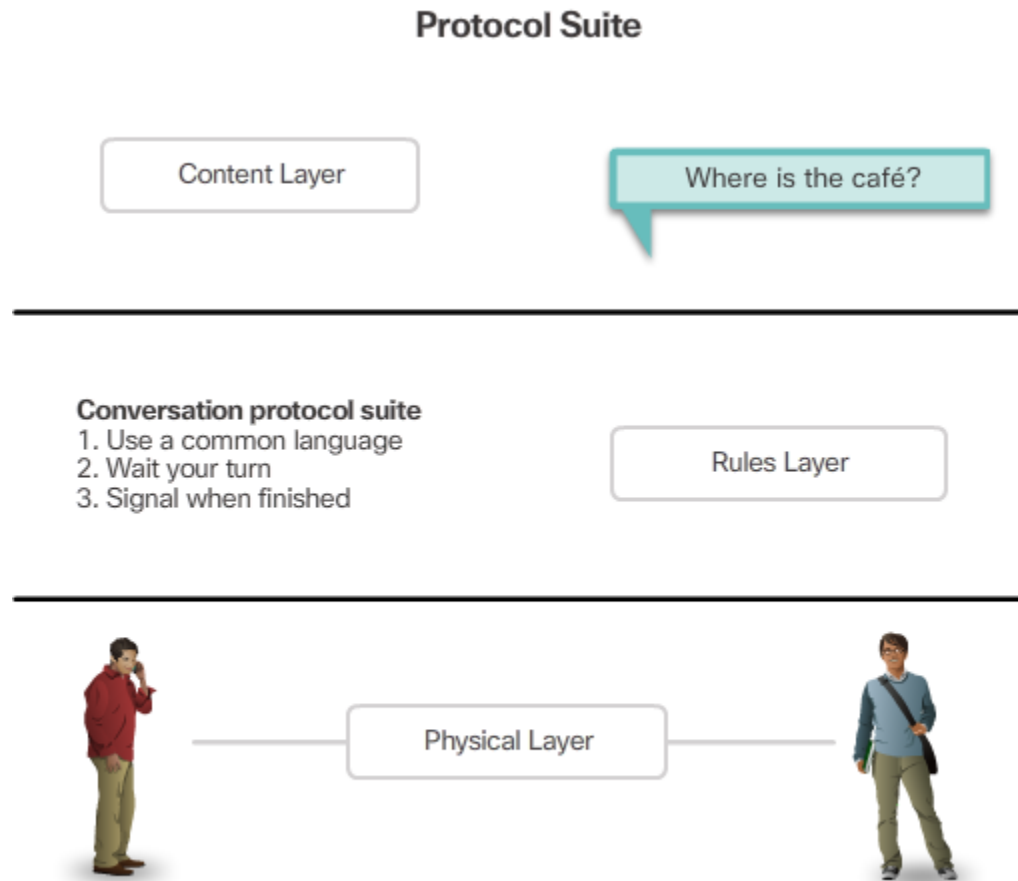 Protocol Suite
Content Layer
Where is the café?
Conversation protocol suite
1. Use a common language
2. Wait your turn
3. Signal when finished
Rules Layer
Physical Layer